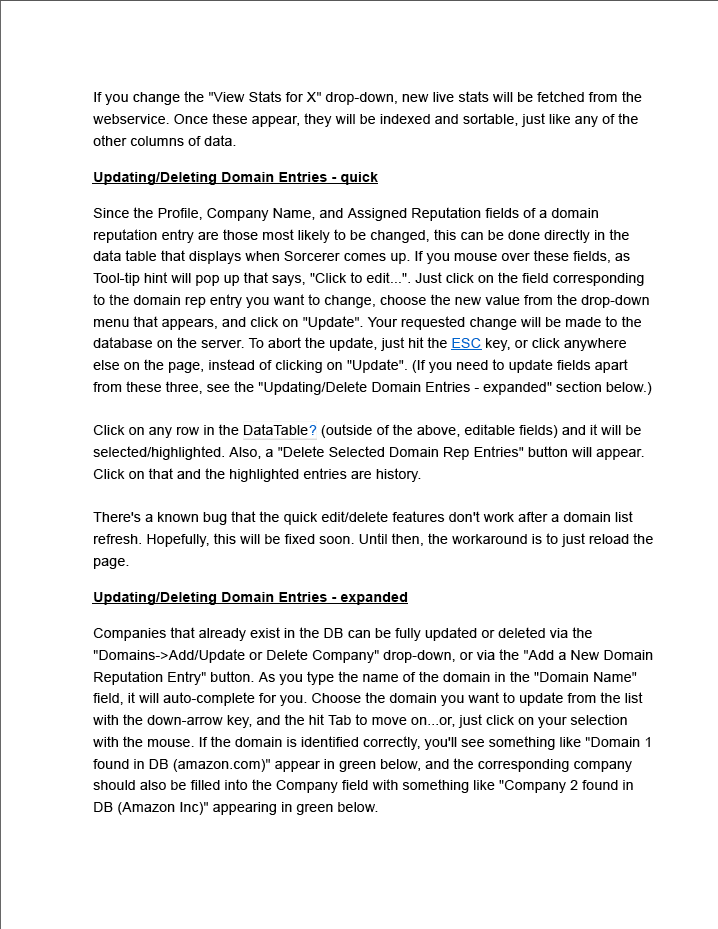 If you change the "View Stats for X" drop-down, new live stats will be fetched from the
webservice. Once these appear, they will be indexed and sortable, just like any of the
other columns of data.
Updating/Deleting Domain Entries - quick
Since the Profile, Company Name, and Assigned Reputation fields of a domain
reputation entry are those most likely to be changed, this can be done directly in the
data table that displays when Sorcerer comes up. If you mouse over these fields, as
Tool-tip hint will pop up that says, "Click to edit...". Just click on the field corresponding
to the domain rep entry you want to change, choose the new value from the drop-down
menu that appears, and click on "Update". Your requested change will be made to the
database on the server. To abort the update, just hit the ESC key, or click anywhere
else on the page, instead of clicking on "Update". (If you need to update fields apart
from these three, see the "Updating/Delete Domain Entries - expanded" section below.)
Click on any row in the DataTable? (outside of the above, editable fields) and it will be
selected/highlighted. Also, a "Delete Selected Domain Rep Entries" button will appear.
Click on that and the highlighted entries are history.
There's a known bug that the quick edit/delete features don't work after a domain list
refresh. Hopefully, this will be fixed soon. Until then, the workaround is to just reload the
page.
Updating/Deleting Domain Entries - expanded
Companies that already exist in the DB can be fully updated or deleted via the
"Domains->Add/Update or Delete Company" drop-down, or via the "Add a New Domain
Reputation Entry" button. As you type the name of the domain in the "Domain Name"
field, it will auto-complete for you. Choose the domain you want to update from the list
with the down-arrow key, and the hit Tab to move on...or, just click on your selection
with the mouse. If the domain is identified correctly, you'll see something like "Domain 1
found in DB (amazon.com)" appear in green below, and the corresponding company
should also be filled into the Company field with something like "Company 2 found in
DB (Amazon Inc)" appearing in green below.